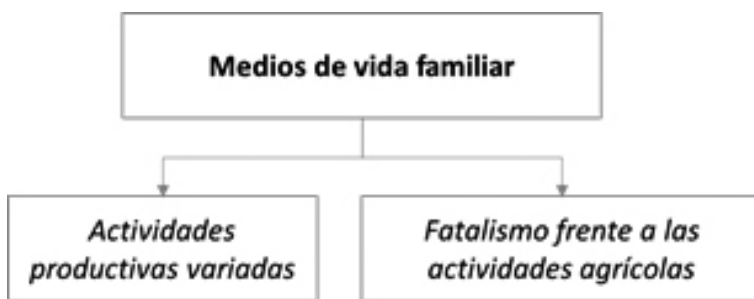 Medios de vida familiar
Actividades
productivas variadas
Fatalismo frente a las
actividades agrícolas